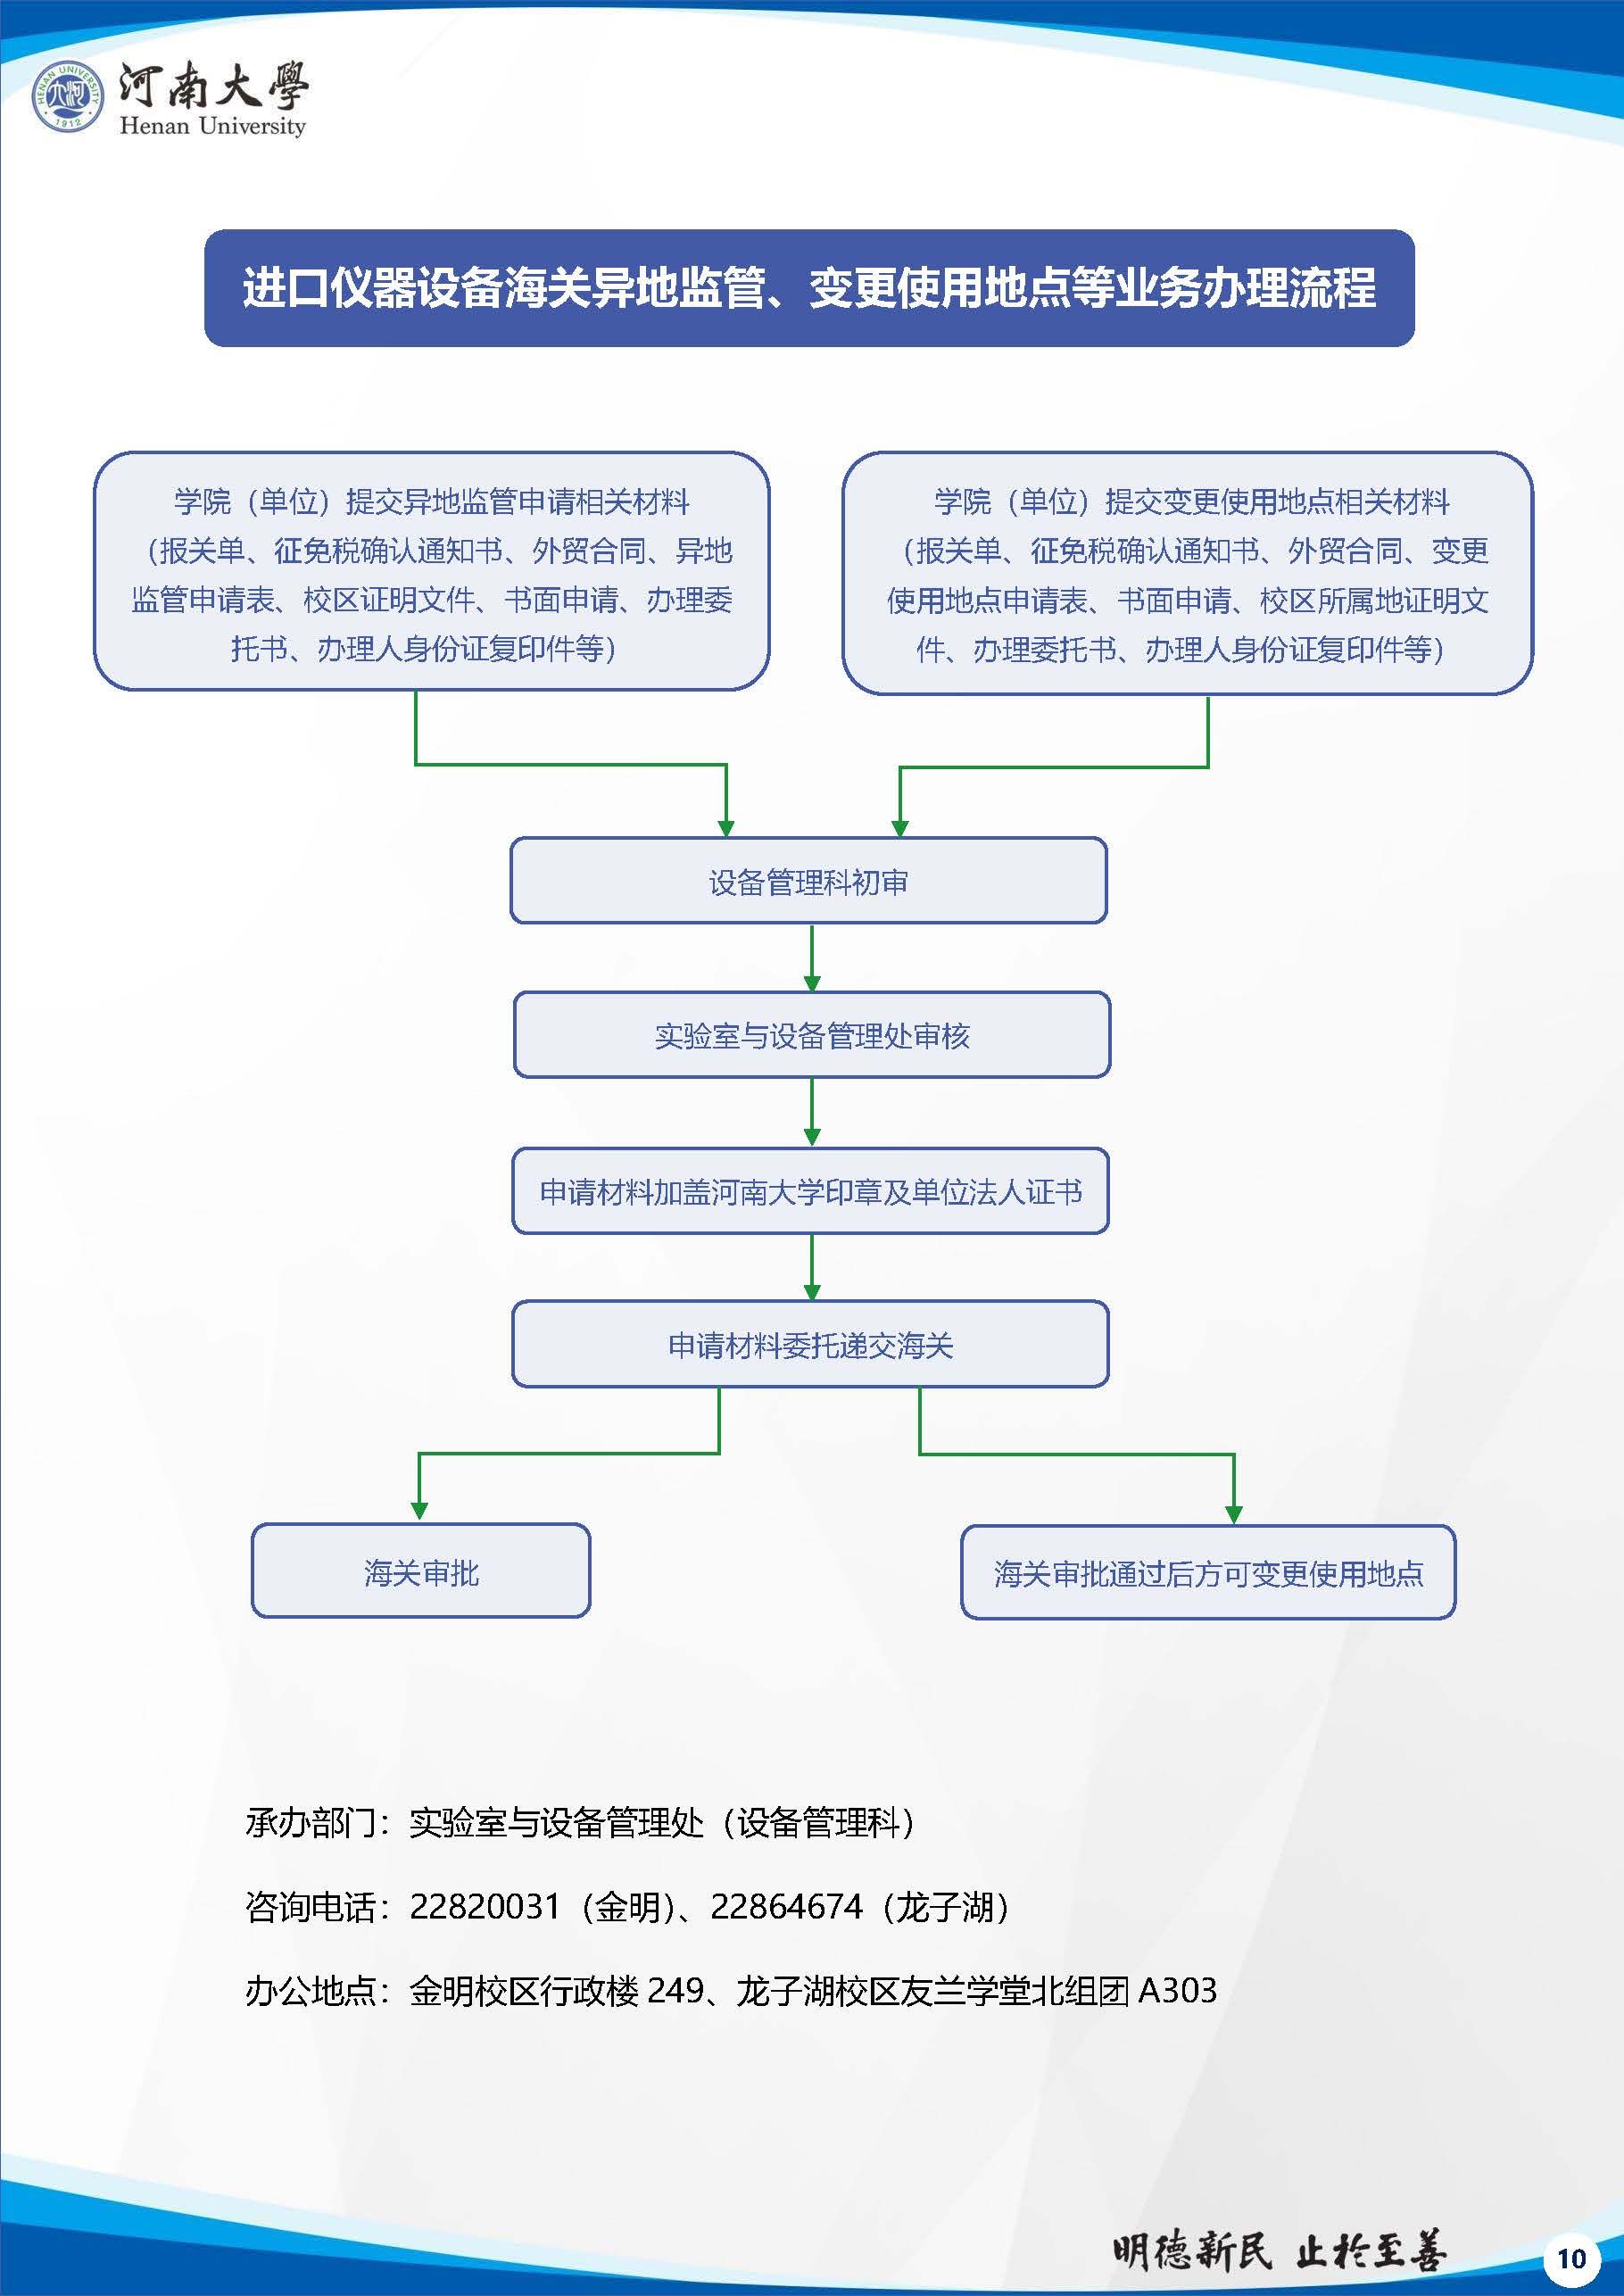 HENAN UNIVERSITY
1912
河南大學
Henan University
进口仪器设备海关异地监管、变更使用地点等业务办理流程
学院（单位）提交异地监管申请相关材料
（报关单、征免税确认通知书、外贸合同、异地
监管申请表、校区证明文件、书面申请、办理委
托书、办理人身份证复印件等）
学院（单位）提交变更使用地点相关材料
（报关单、征免税确认通知书、外贸合同、变更
使用地点申请表、书面申请、校区所属地证明文
件、办理委托书、办理人身份证复印件等）
设备管理科初审
实验室与设备管理处审核
申请材料加盖河南大学印章及单位法人证书
申请材料委托递交海关
海关审批
海关审批通过后方可变更使用地点
承办部门：实验室与设备管理处（设备管理科）
咨询电话：22820031（金明）、22864674（龙子湖）
办公地点：金明校区行政楼 249、龙子湖校区友兰学堂北组团 A303
明德新民 止於至善
10